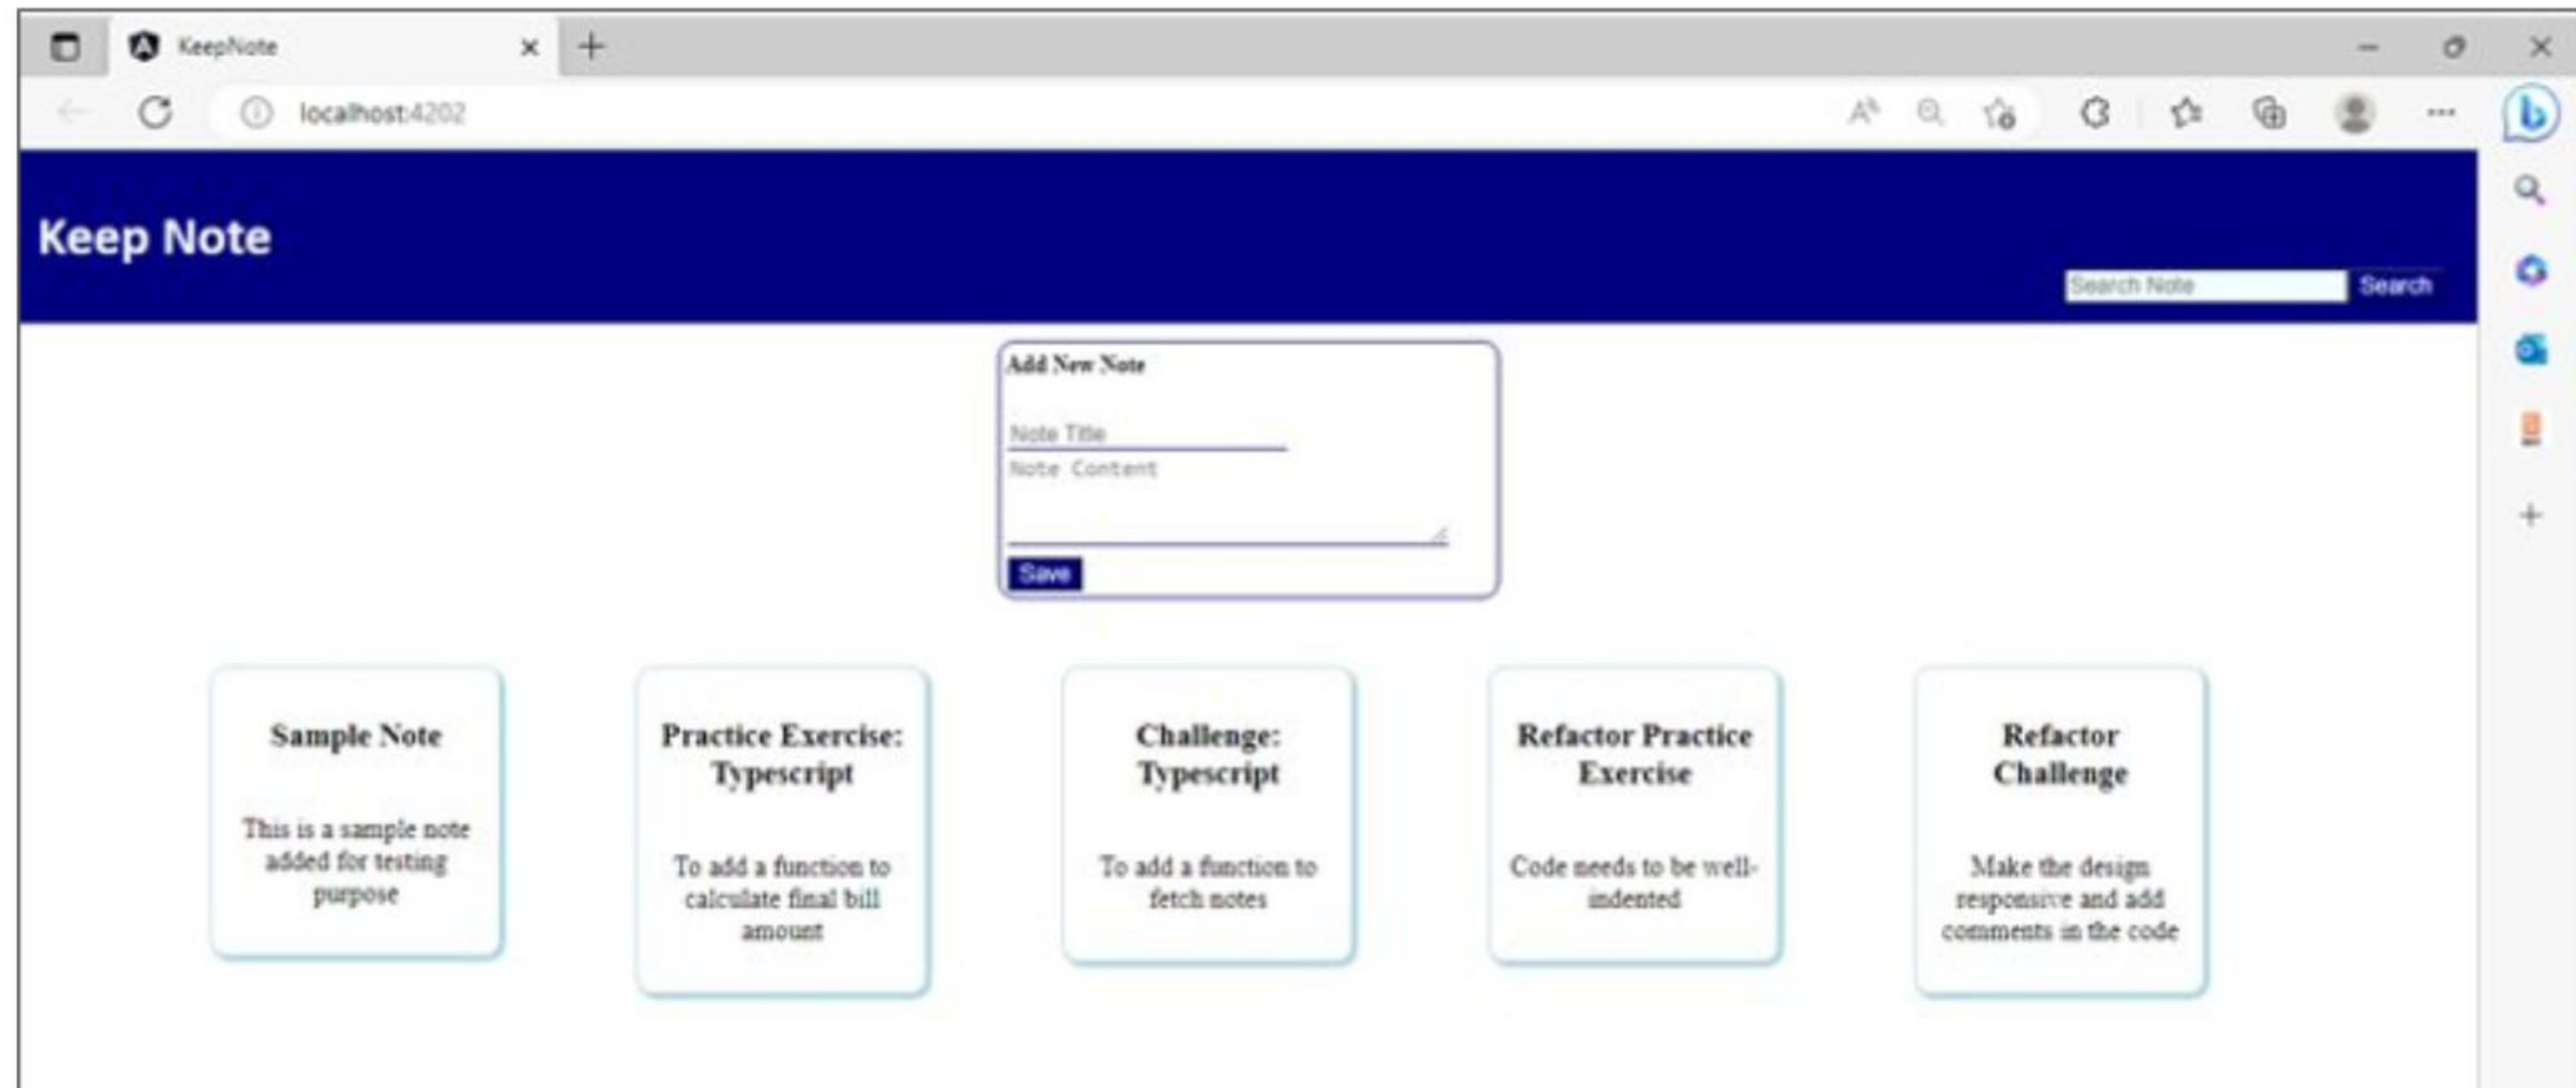 KeepNote
localhost:4202
Keep Note
Search Note
Search
Add New Note
Note Title
Note Content
Save
Sample Note
This is a sample note
added for testing
purpose
Practice Exercise:
Typescript
To add a function to
calculate final bill
amount
Challenge:
Typescript
To add a function to
fetch notes
Refactor Practice
Exercise
Code needs to be well-
indented
Refactor
Challenge
Make the design
responsive and add
comments in the code